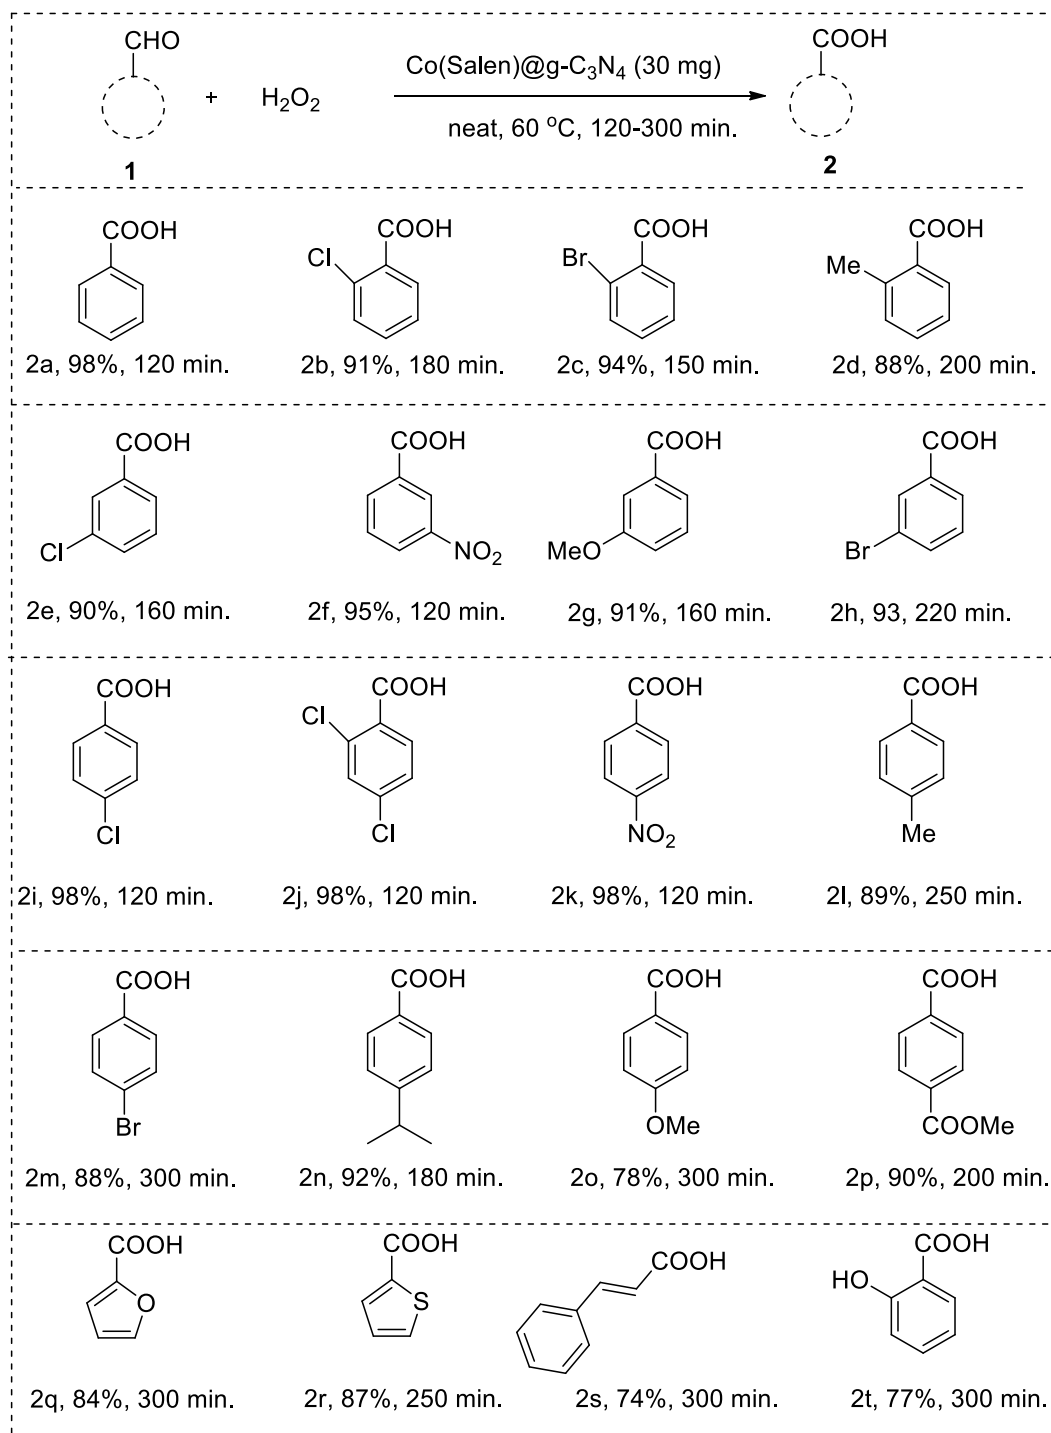 CHO
COOH
Co(Salen)@g-C₃N₄ (30 mg)
+
H₂O₂
neat, 60 °C, 120-300 min.
1
2
COOH
COOH
COOH
COOH
Cl
Br
Me
2a, 98%, 120 min.
2b, 91%, 180 min.
2c, 94%, 150 min.
2d, 88%, 200 min.
COOH
COOH
COOH
COOH
Cl
NO₂
MeO
Br
2e, 90%, 160 min.
2f, 95%, 120 min.
2g, 91%, 160 min.
2h, 93, 220 min.
COOH
COOH
COOH
COOH
Cl
Cl
Cl
NO₂
Me
2i, 98%, 120 min.
2j, 98%, 120 min.
2k, 98%, 120 min.
2l, 89%, 250 min.
COOH
COOH
COOH
COOH
Br
OMe
COOMe
2m, 88%, 300 min.
2n, 92%, 180 min.
2o, 78%, 300 min.
2p, 90%, 200 min.
COOH
COOH
COOH
COOH
O
S
HO
2q, 84%, 300 min.
2r, 87%, 250 min.
2s, 74%, 300 min.
2t, 77%, 300 min.